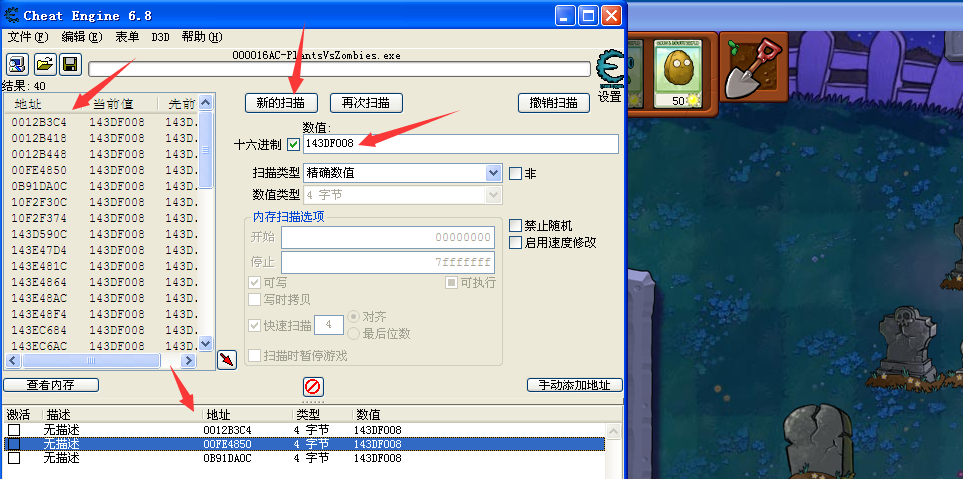 Cheat Engine 6.8
文件(F) 编辑(E) 表单 D3D 帮助(H)
000016AC-PlantsVsZombies.exe
结果: 40
设置
地址 当前值 先前
0012B3C4 143DF008 143D.
0012B418 143DF008 143D.
0012B448 143DF008 143D.
00FE4850 143DF008 143D.
0B91DA0C 143DF008 143D.
10F2F30C 143DF008 143D.
10F2F374 143DF008 143D.
143D590C 143DF008 143D.
143E47D4 143DF008 143D.
143E481C 143DF008 143D.
143E4864 143DF008 143D.
143E48AC 143DF008 143D.
143E48F4 143DF008 143D.
143EC684 143DF008 143D.
143EC6AC 143DF008 143D.
新的扫描 再次扫描 撤销扫描
数值:
十六进制 143DF008
扫描类型 精确数值 非
数值类型 4 字节
内存扫描选项
开始 00000000
停止 7fffffff
可写 可执行
写时拷贝
快速扫描 4 对齐
最后位数
扫描时暂停游戏
禁止随机
启用速度修改
查看内存 手动添加地址
激活 描述 地址 类型 数值
无描述 0012B3C4 4 字节 143DF008
无描述 00FE4850 4 字节 143DF008
无描述 0B91DA0C 4 字节 143DF008
50